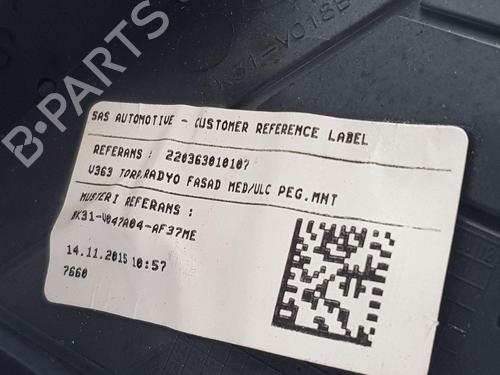 B-PARTS
SAS AUTOMOTIVE - CUSTOMER REFERENCE LABEL
REFERANS : 220363010107
V363 TORP.RADYO FASAD MED/ULC PEG.MNT
MUSTERI REFERANS :
BK31-V047A04-AF37ME
14.11.2015 10:57
7660